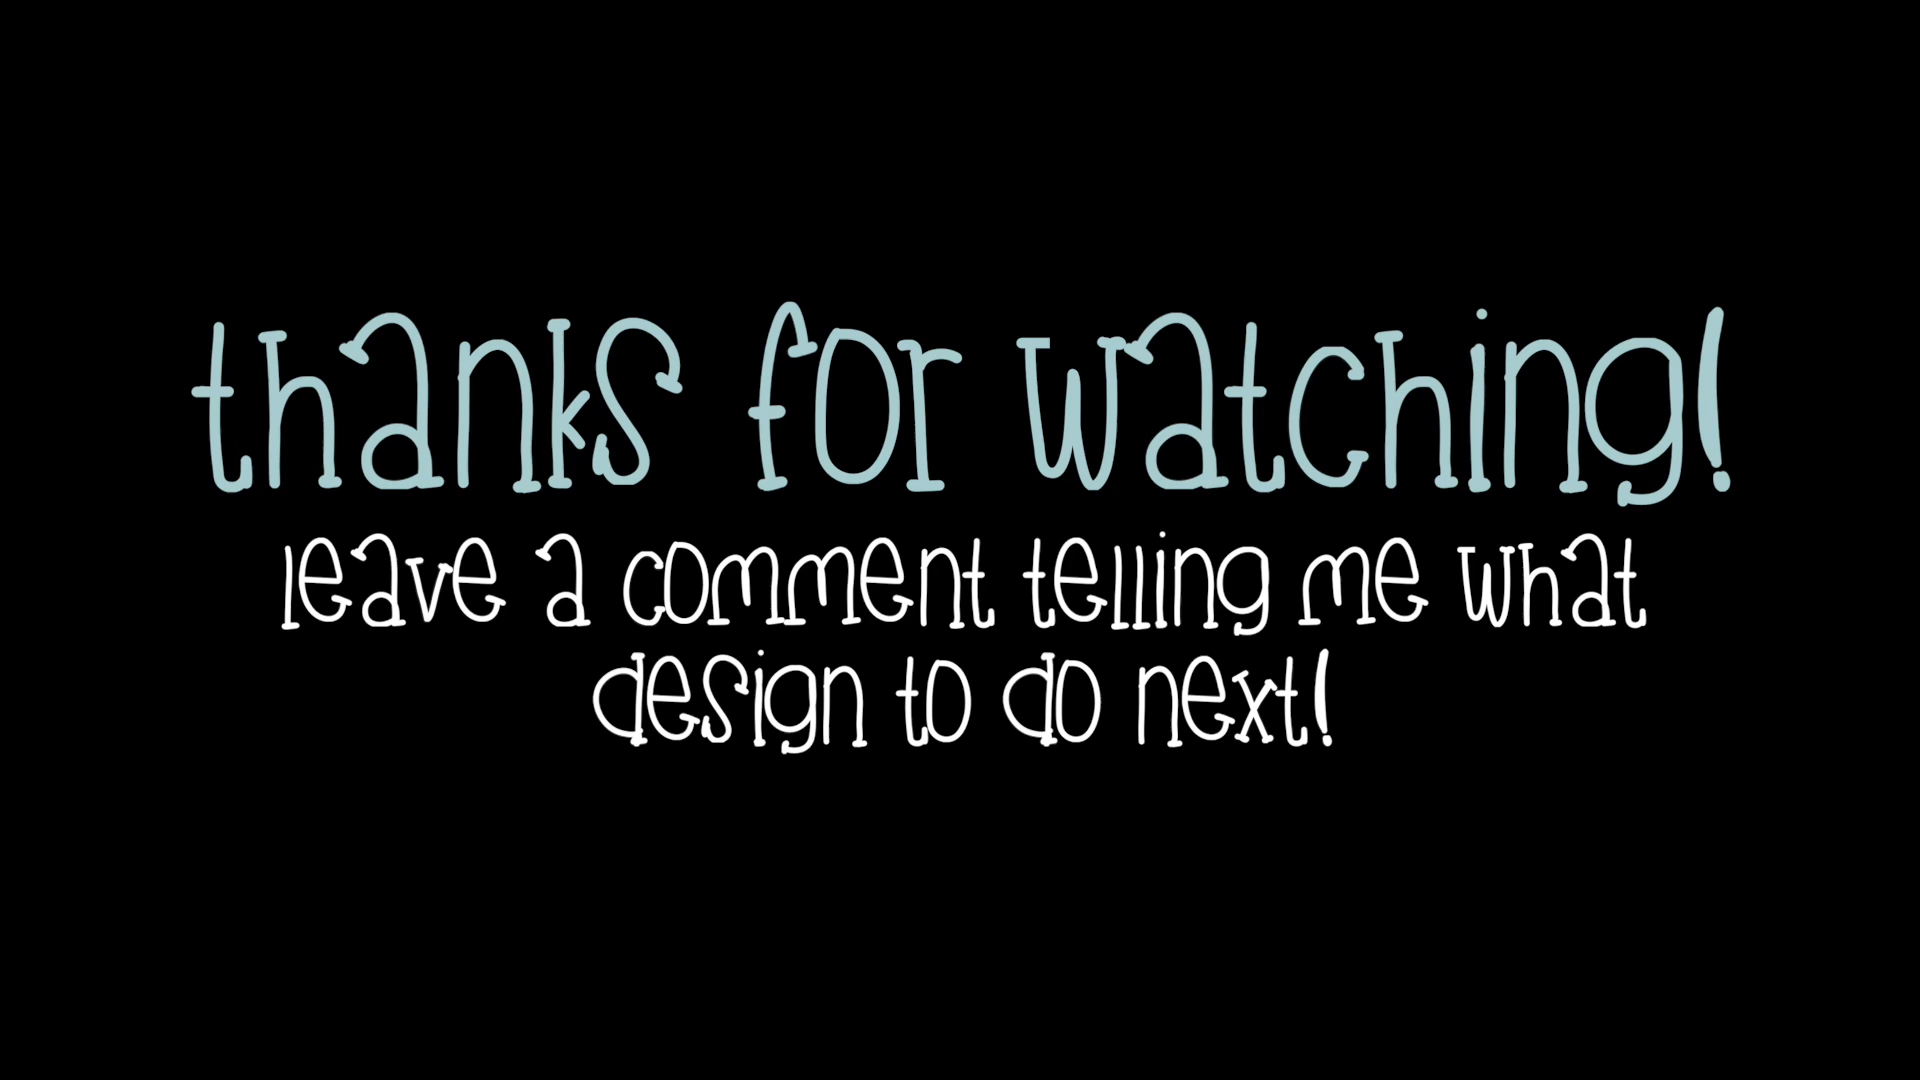 thanks for watching!
leave a comment telling me what
design to do next!